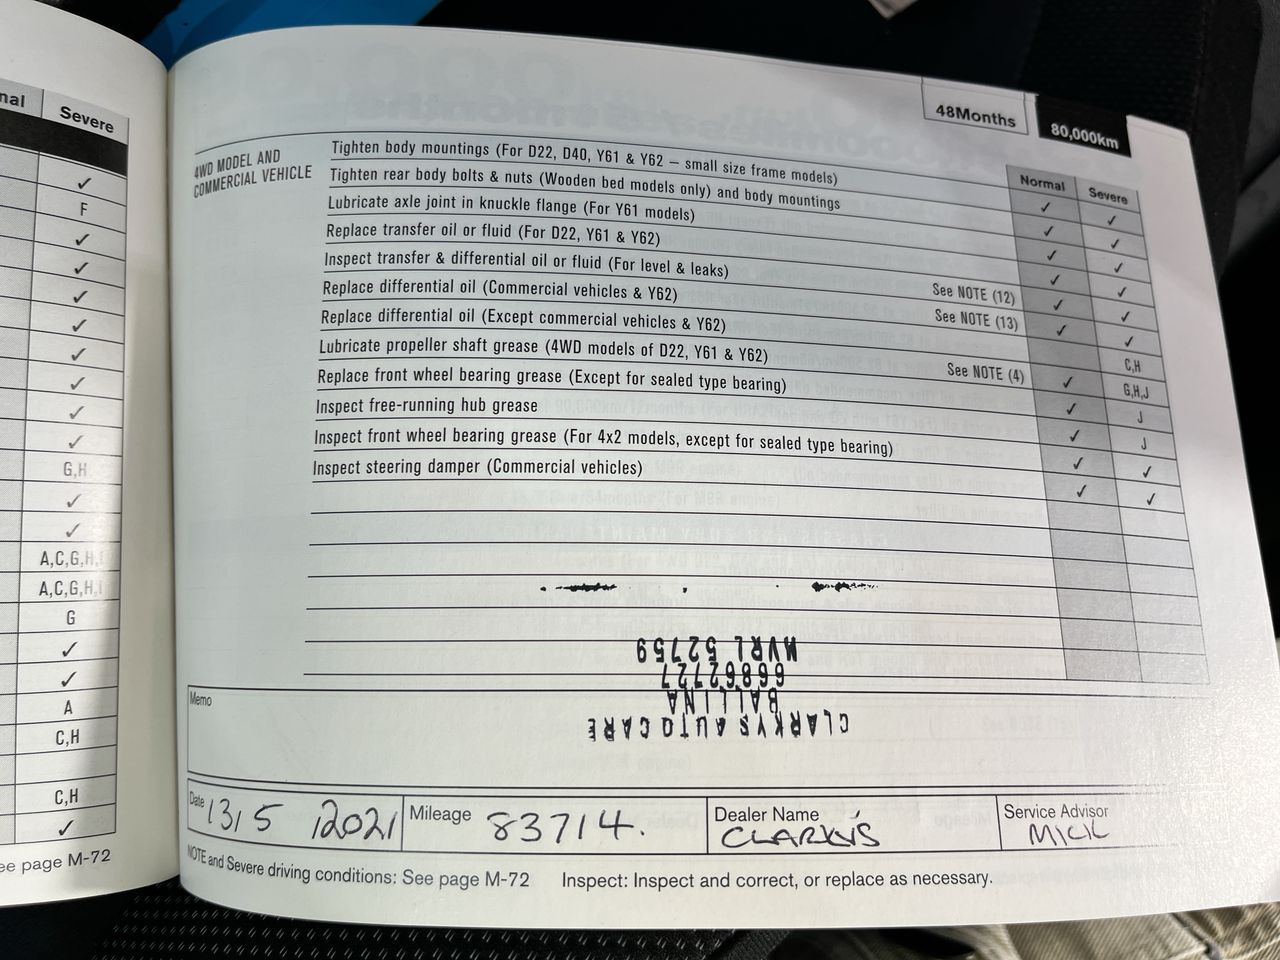 nal Severe
✓
F
✓
✓
✓
✓
✓
✓
✓
✓
G,H
✓
✓
A,C,G,H,I
A,C,G,H,I
G
✓
✓
A
C,H
C,H
✓
ee page M-72
48Months 80,000km
4WD MODEL AND
COMMERCIAL VEHICLE
Normal Severe
Tighten body mountings (For D22, D40, Y61 & Y62 – small size frame models) ✓ ✓
Tighten rear body bolts & nuts (Wooden bed models only) and body mountings ✓ ✓
Lubricate axle joint in knuckle flange (For Y61 models) ✓ ✓
Replace transfer oil or fluid (For D22, Y61 & Y62) ✓ ✓
Inspect transfer & differential oil or fluid (For level & leaks) See NOTE (12) ✓ ✓
Replace differential oil (Commercial vehicles & Y62) See NOTE (13) ✓ ✓
Replace differential oil (Except commercial vehicles & Y62) C,H
Lubricate propeller shaft grease (4WD models of D22, Y61 & Y62) See NOTE (4) ✓ G,H,J
Replace front wheel bearing grease (Except for sealed type bearing) ✓ J
Inspect free-running hub grease ✓ J
Inspect front wheel bearing grease (For 4x2 models, except for sealed type bearing) ✓ ✓
Inspect steering damper (Commercial vehicles) ✓ ✓
CLARKYS AUTO CARE
BALLINA
66862727
MVRL 52759
Memo
Date 13/5/2021 Mileage 83714. Dealer Name CLARKY'S Service Advisor MICK
NOTE and Severe driving conditions: See page M-72 Inspect: Inspect and correct, or replace as necessary.